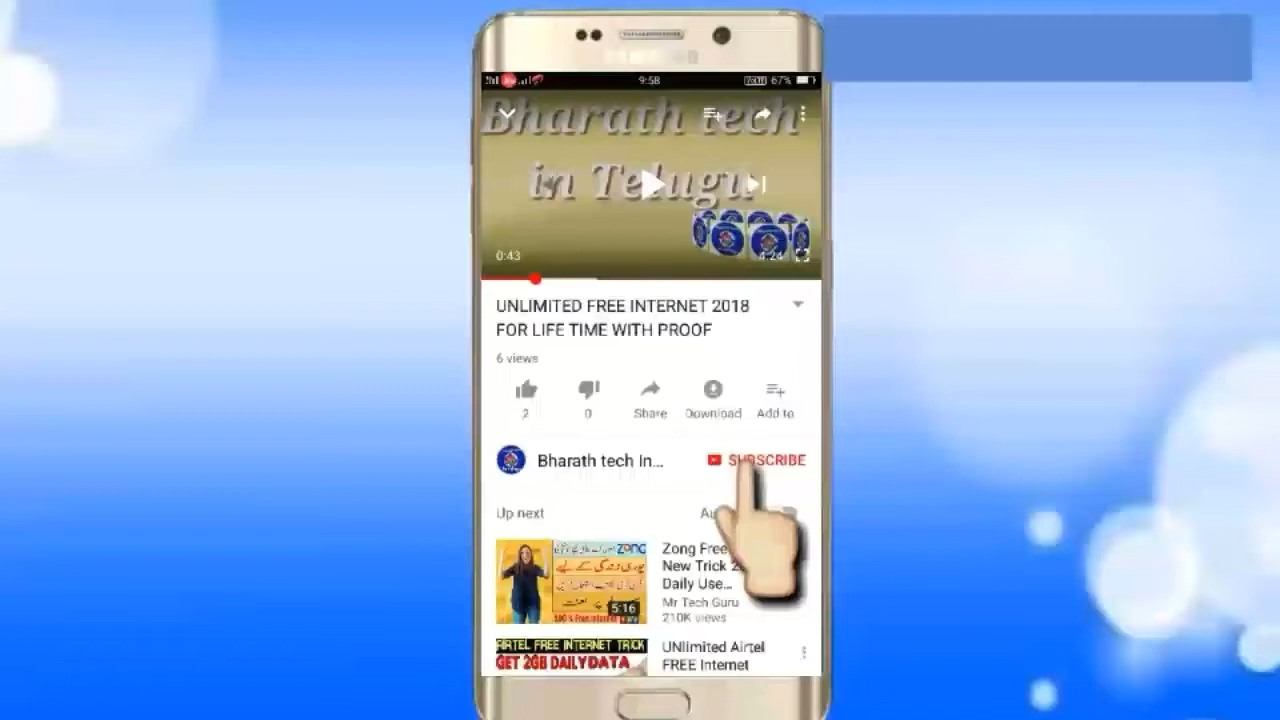 9:58
VoLTE 67%
Bharath tech
in Telugu
0:43
4:24
UNLIMITED FREE INTERNET 2018
FOR LIFE TIME WITH PROOF
6 views
2
0
Share
Download
Add to
Bharath tech In...
SUBSCRIBE
Up next
Zong Free
New Trick
Daily Use...
Mr Tech Guru
210K views
zong
5:16
AIRTEL FREE INTERNET TRICK
GET 2GB DAILY DATA
UNlimited Airtel
FREE Internet